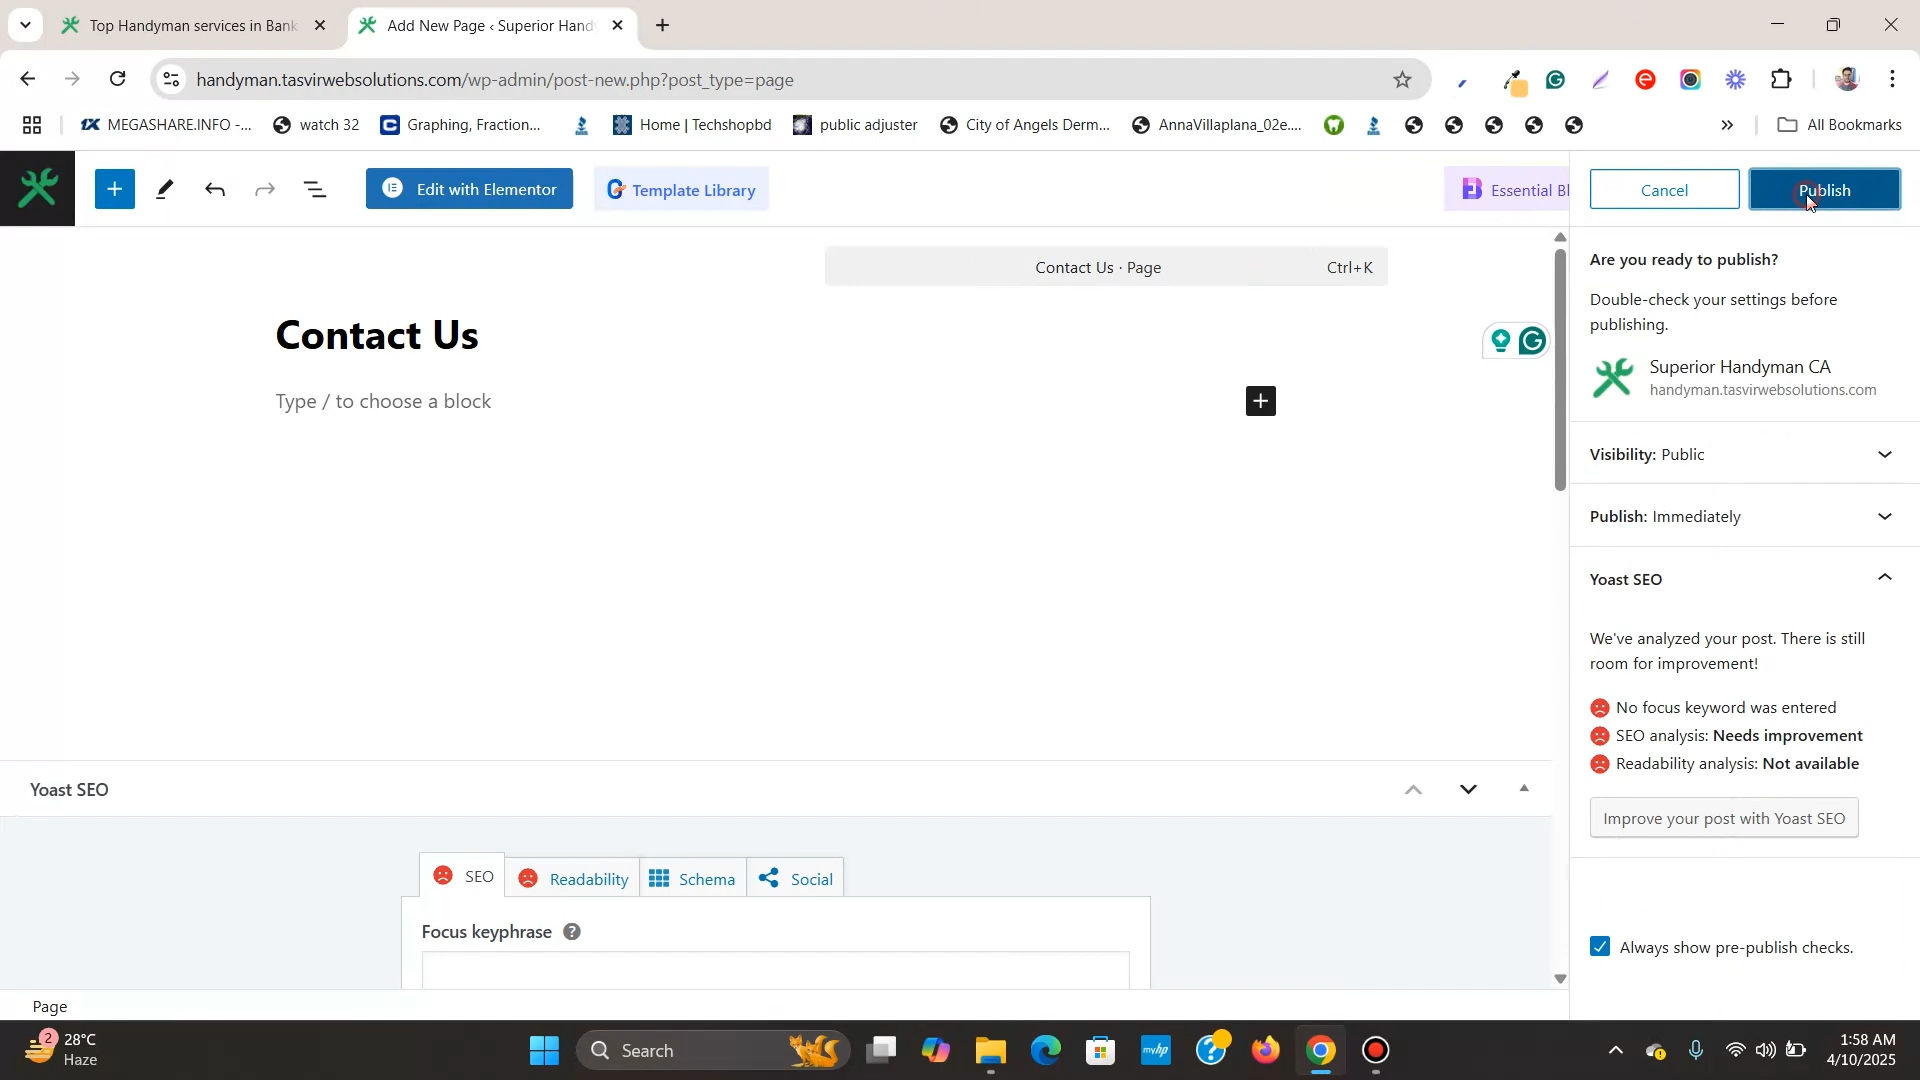 Top Handyman services in Bank
Add New Page ‹ Superior Hand
handyman.tasvirwebsolutions.com/wp-admin/post-new.php?post_type=page
MEGASHARE.INFO -...
watch 32
Graphing, Fraction...
Home | Techshopbd
public adjuster
City of Angels Derm...
AnnaVillaplana_02e....
All Bookmarks
Edit with Elementor
Template Library
Essential Bl
Cancel
Publish
Contact Us · Page
Ctrl+K
Are you ready to publish?
Double-check your settings before
publishing.
Contact Us
Superior Handyman CA
handyman.tasvirwebsolutions.com
Type / to choose a block
Visibility: Public
Publish: Immediately
Yoast SEO
We've analyzed your post. There is still
room for improvement!
No focus keyword was entered
SEO analysis: Needs improvement
Readability analysis: Not available
Improve your post with Yoast SEO
Yoast SEO
SEO
Readability
Schema
Social
Focus keyphrase
Always show pre-publish checks.
Page
2
28°C
Haze
Search
myhp
1:58 AM
4/10/2025